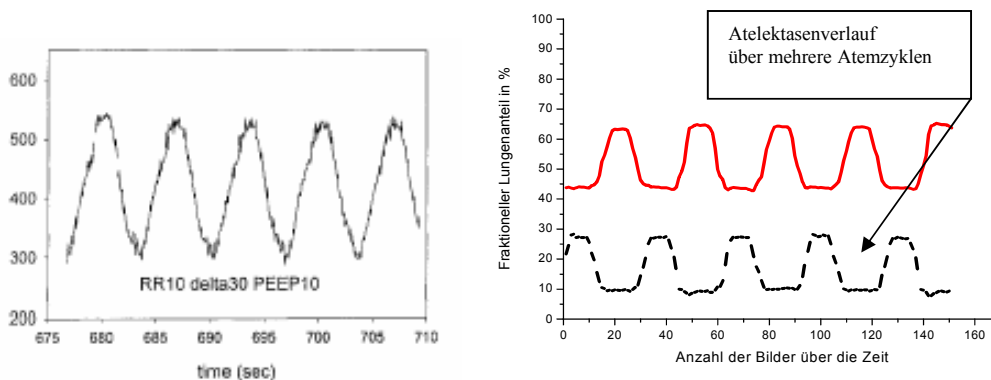 600
500
400
300
200
RR10 delta30 PEEP10
675 680 685 690 695 700 705 710
time (sec)
Atelektasenverlauf
über mehrere Atemzyklen
Fraktioneller Lungenanteil in %
100
90
80
70
60
50
40
30
20
10
0
0 20 40 60 80 100 120 140 160
Anzahl der Bilder über die Zeit